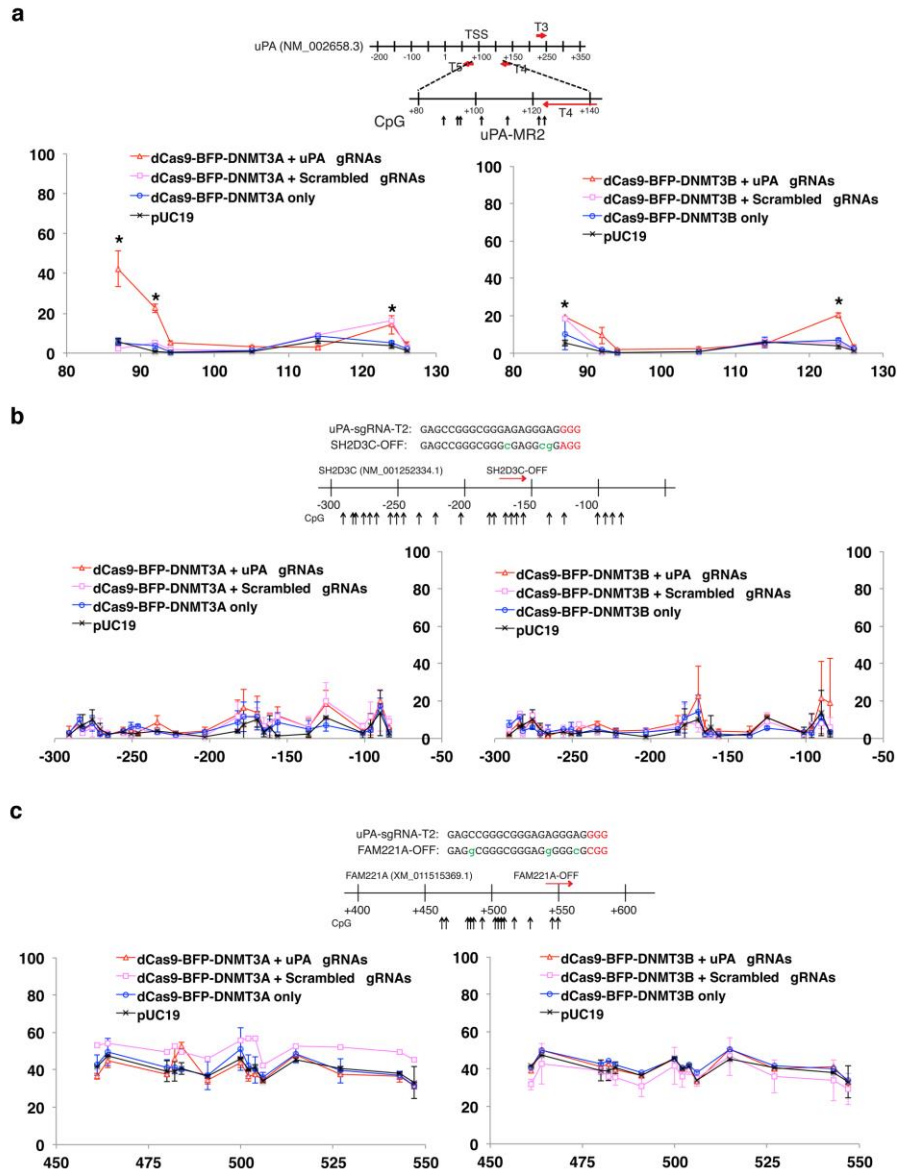 a
T3
TSS
uPA (NM_002658.3)
-200 -100 1 +50 +150 +250 +350
T5 T4
+80 +100 +120 +140
T4
CpG
uPA-MR2
100
80
60
40
20
0
80 90 100 110 120 130
dCas9-BFP-DNMT3A + uPA gRNAs
dCas9-BFP-DNMT3A + Scrambled gRNAs
dCas9-BFP-DNMT3A only
pUC19
* * *
100
80
60
40
20
0
80 90 100 110 120 130
dCas9-BFP-DNMT3B + uPA gRNAs
dCas9-BFP-DNMT3B + Scrambled gRNAs
dCas9-BFP-DNMT3B only
pUC19
* *
b
uPA-sgRNA-T2: GAGCCGGGCGGGAGAGGGAGGGG
SH2D3C-OFF: GAGCCGGGCGGGcGAGGcgGAGG
SH2D3C (NM_001252334.1) SH2D3C-OFF
-300 -250 -200 -150 -100
CpG
dCas9-BFP-DNMT3A + uPA gRNAs
dCas9-BFP-DNMT3A + Scrambled gRNAs
dCas9-BFP-DNMT3A only
pUC19
100
80
60
40
20
0
-300 -250 -200 -150 -100 -50
dCas9-BFP-DNMT3B + uPA gRNAs
dCas9-BFP-DNMT3B + Scrambled gRNAs
dCas9-BFP-DNMT3B only
pUC19
100
80
60
40
20
0
-300 -250 -200 -150 -100 -50
c
uPA-sgRNA-T2: GAGCCGGGCGGGAGAGGGAGGGG
FAM221A-OFF: GAGgCGGGCGGGAGgGGGcGCGG
FAM221A (XM_011515369.1) FAM221A-OFF
+400 +450 +500 +550 +600
CpG
100
80
60
40
20
0
450 475 500 525 550
dCas9-BFP-DNMT3A + uPA gRNAs
dCas9-BFP-DNMT3A + Scrambled gRNAs
dCas9-BFP-DNMT3A only
pUC19
100
80
60
40
20
0
450 475 500 525 550
dCas9-BFP-DNMT3B + uPA gRNAs
dCas9-BFP-DNMT3B + Scrambled gRNAs
dCas9-BFP-DNMT3B only
pUC19